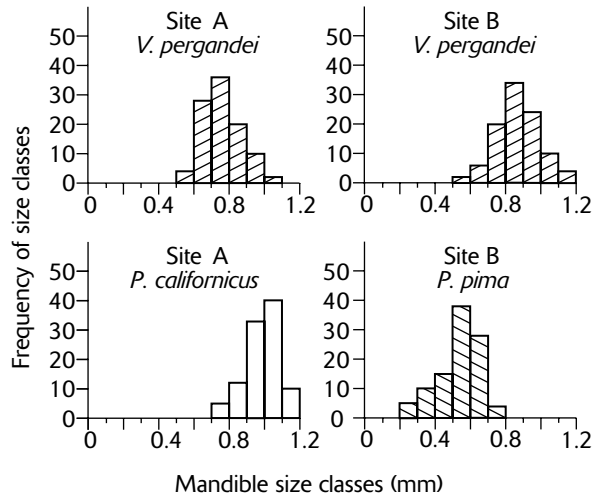 Site A
V. pergandei
50
40
30
20
10
0
0 0.4 0.8 1.2
Site B
V. pergandei
50
40
30
20
10
0
0 0.4 0.8 1.2
Site A
P. californicus
50
40
30
20
10
0
0 0.4 0.8 1.2
Site B
P. pima
50
40
30
20
10
0
0 0.4 0.8 1.2
Frequency of size classes
Mandible size classes (mm)